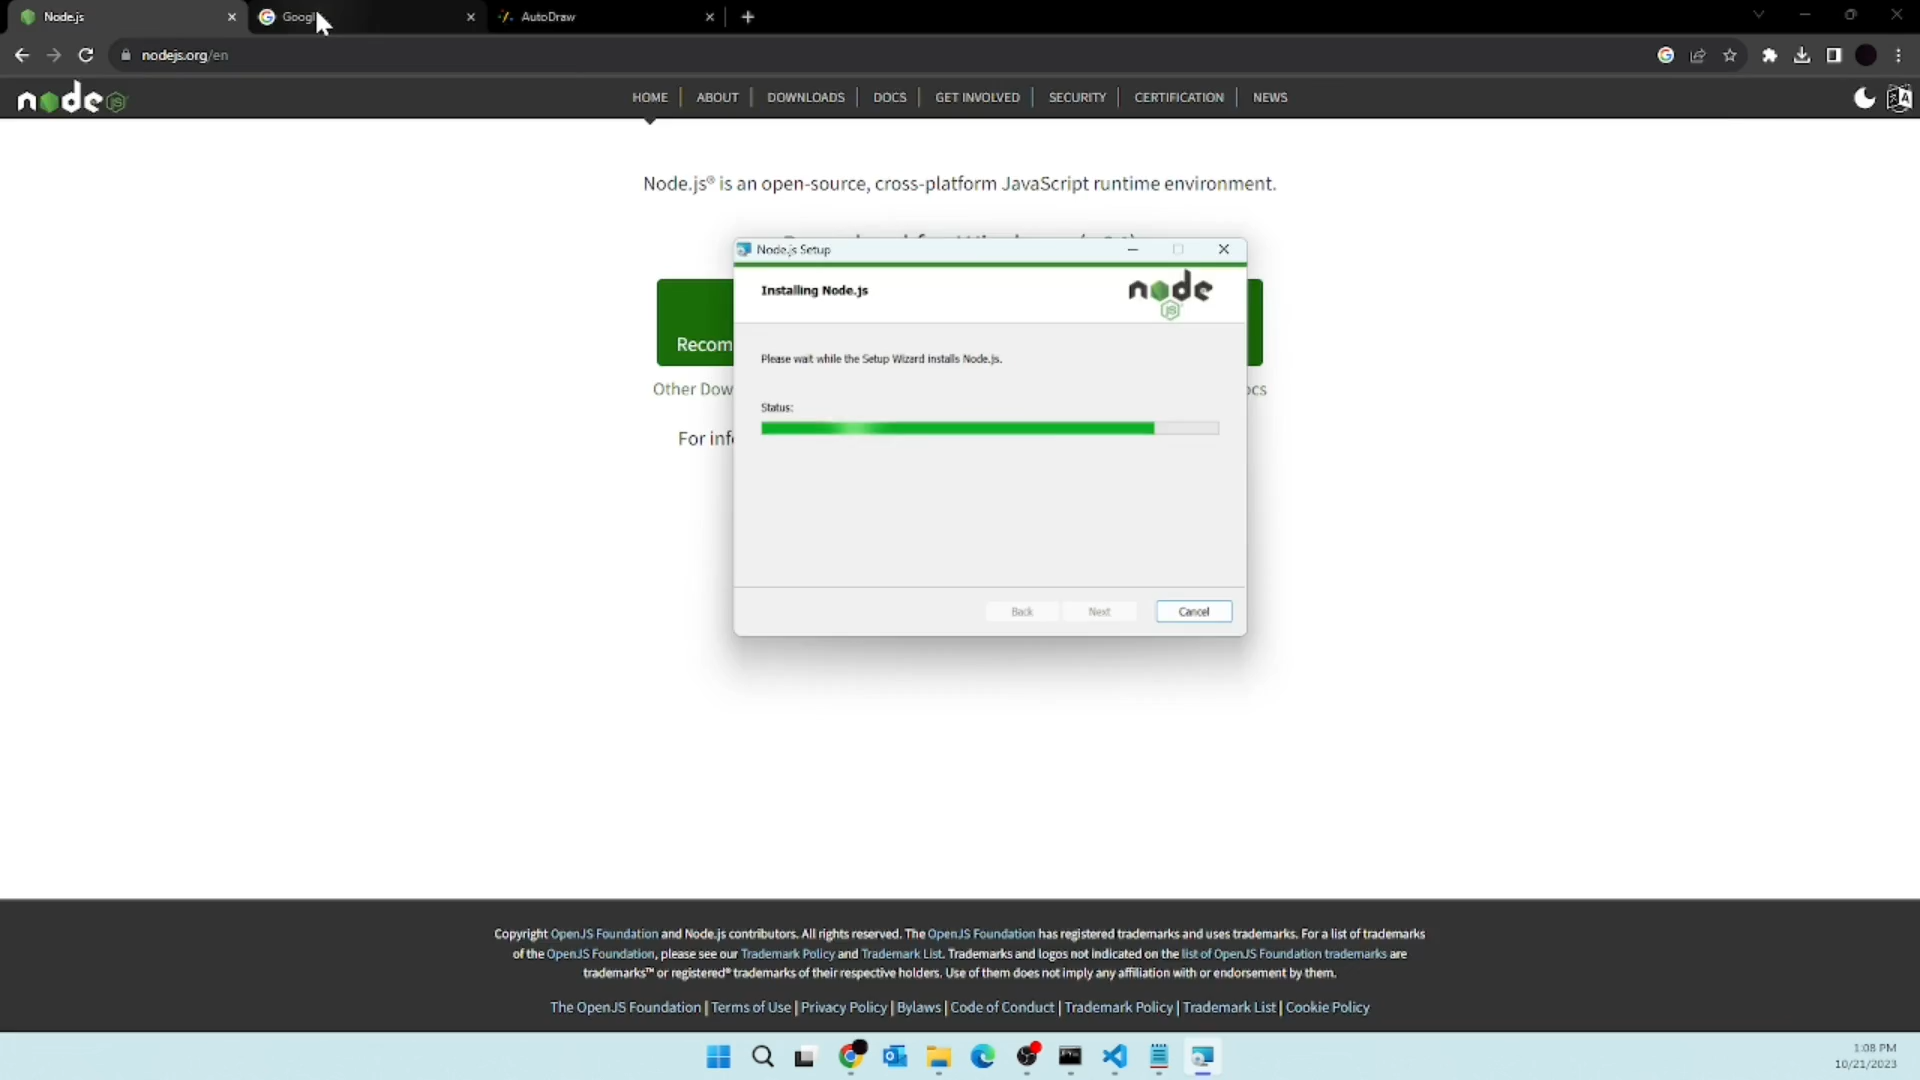 Node.js
Googl
AutoDraw
nodejs.org/en
node
JS
HOME
ABOUT
DOWNLOADS
DOCS
GET INVOLVED
SECURITY
CERTIFICATION
NEWS
Node.js® is an open-source, cross-platform JavaScript runtime environment.
Node.js Setup
Installing Node.js
node
JS
Recom
Please wait while the Setup Wizard installs Node.js.
Other Dow
ocs
Status:
For inf
Back
Next
Cancel
Copyright OpenJS Foundation and Node.js contributors. All rights reserved. The OpenJS Foundation has registered trademarks and uses trademarks. For a list of trademarks
of the OpenJS Foundation, please see our Trademark Policy and Trademark List. Trademarks and logos not indicated on the list of OpenJS Foundation trademarks are
trademarks™ or registered® trademarks of their respective holders. Use of them does not imply any affiliation with or endorsement by them.
The OpenJS Foundation | Terms of Use | Privacy Policy | Bylaws | Code of Conduct | Trademark Policy | Trademark List | Cookie Policy
1:08 PM
10/21/2023